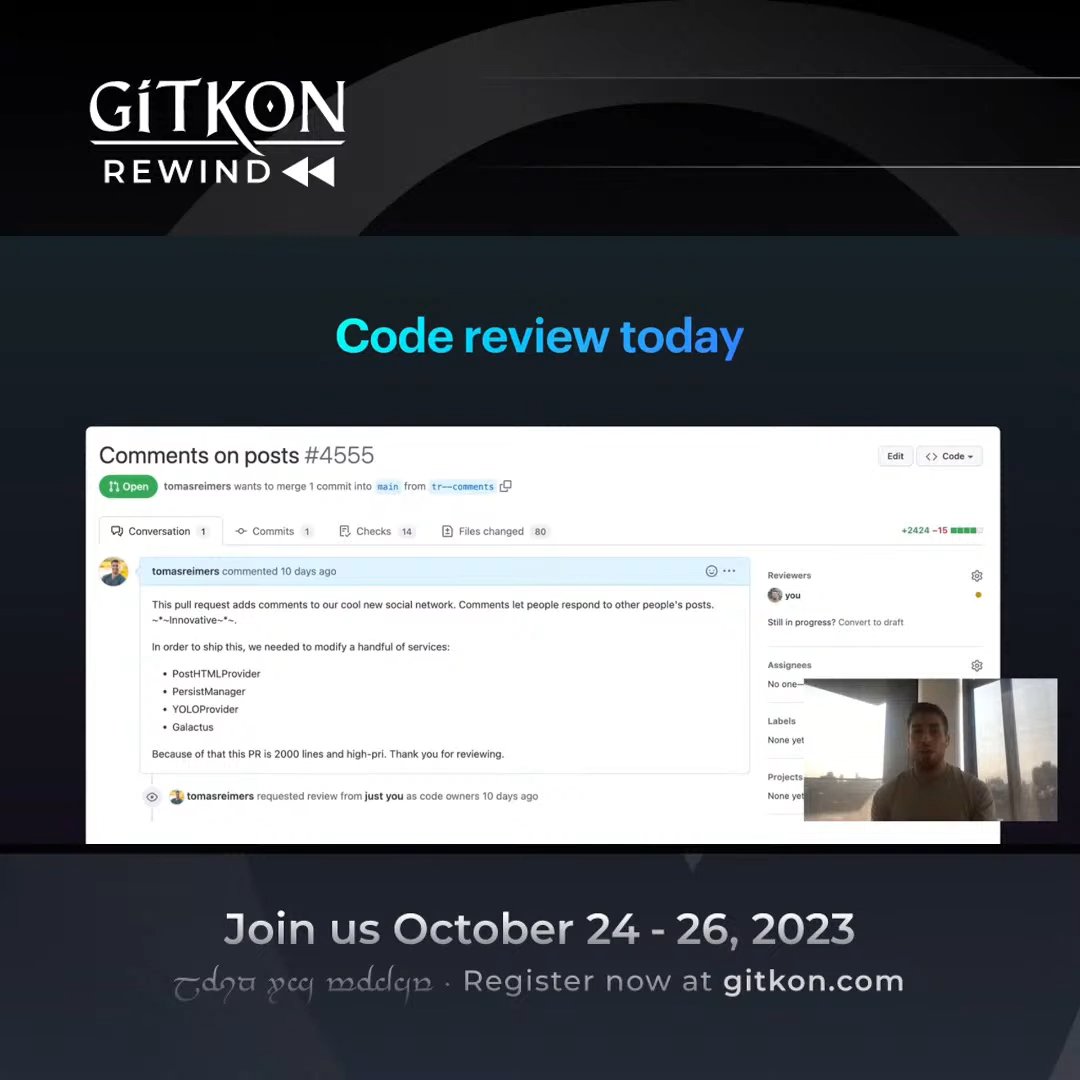 GITKON
REWIND
Code review today
Comments on posts #4555
Edit
Code
Open
tomasreimers wants to merge 1 commit into main from tr--comments
Conversation 1
Commits 1
Checks 14
Files changed 80
+2424 −15
tomasreimers commented 10 days ago
This pull request adds comments to our cool new social network. Comments let people respond to other people's posts.
~*~Innovative~*~.
In order to ship this, we needed to modify a handful of services:
• PostHTMLProvider
• PersistManager
• YOLOProvider
• Galactus
Because of that this PR is 2000 lines and high-pri. Thank you for reviewing.
tomasreimers requested review from just you as code owners 10 days ago
Reviewers
you
Still in progress? Convert to draft
Assignees
No one—
Labels
None yet
Projects
None yet
Join us October 24 - 26, 2023
· Register now at gitkon.com